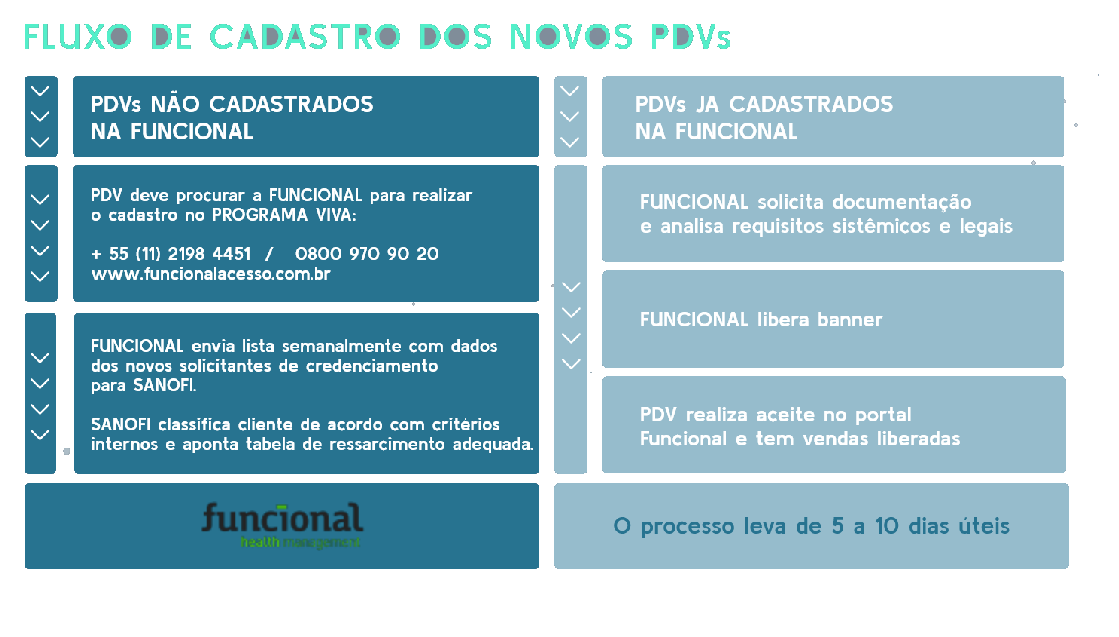 FLUXO DE CADASTRO DOS NOVOS PDVs
PDVs NÃO CADASTRADOS
NA FUNCIONAL
PDV deve procurar a FUNCIONAL para realizar
o cadastro no PROGRAMA VIVA:
+ 55 (11) 2198 4451 / 0800 970 90 20
www.funcionalacesso.com.br
FUNCIONAL envia lista semanalmente com dados
dos novos solicitantes de credenciamento
para SANOFI.
SANOFI classifica cliente de acordo com critérios
internos e aponta tabela de ressarcimento adequada.
funcional
health management
PDVs JA CADASTRADOS
NA FUNCIONAL
FUNCIONAL solicita documentação
e analisa requisitos sistêmicos e legais
FUNCIONAL libera banner
PDV realiza aceite no portal
Funcional e tem vendas liberadas
O processo leva de 5 a 10 dias úteis